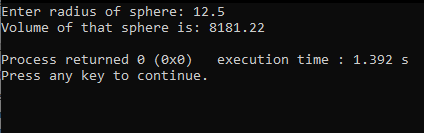 Enter radius of sphere: 12.5
Volume of that sphere is: 8181.22
Process returned 0 (0x0)   execution time : 1.392 s
Press any key to continue.